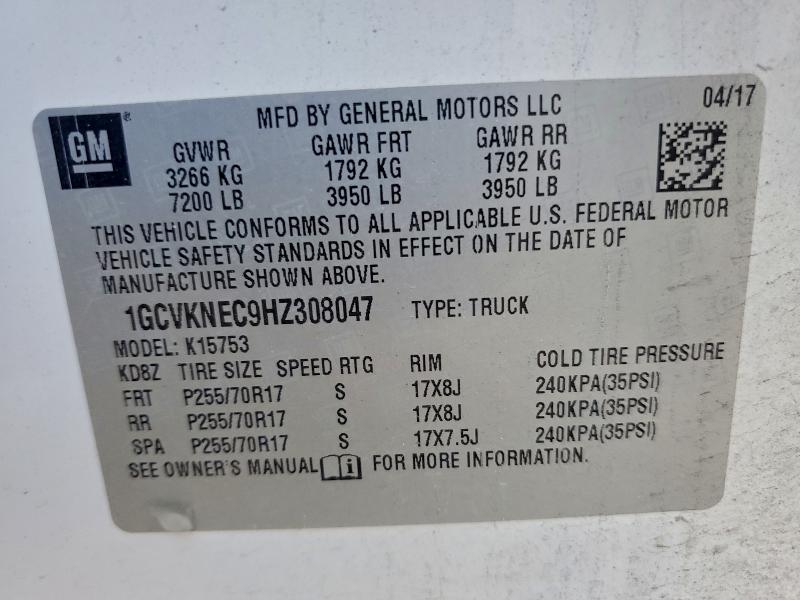 GM®
MFD BY GENERAL MOTORS LLC 04/17
GVWR GAWR FRT GAWR RR
3266 KG 1792 KG 1792 KG
7200 LB 3950 LB 3950 LB
THIS VEHICLE CONFORMS TO ALL APPLICABLE U.S. FEDERAL MOTOR
VEHICLE SAFETY STANDARDS IN EFFECT ON THE DATE OF
MANUFACTURE SHOWN ABOVE.
1GCVKNEC9HZ308047 TYPE: TRUCK
MODEL: K15753
KD8Z TIRE SIZE SPEED RTG RIM COLD TIRE PRESSURE
FRT P255/70R17 S 17X8J 240KPA(35PSI)
RR P255/70R17 S 17X8J 240KPA(35PSI)
SPA P255/70R17 S 17X7.5J 240KPA(35PSI)
SEE OWNER'S MANUAL i FOR MORE INFORMATION.